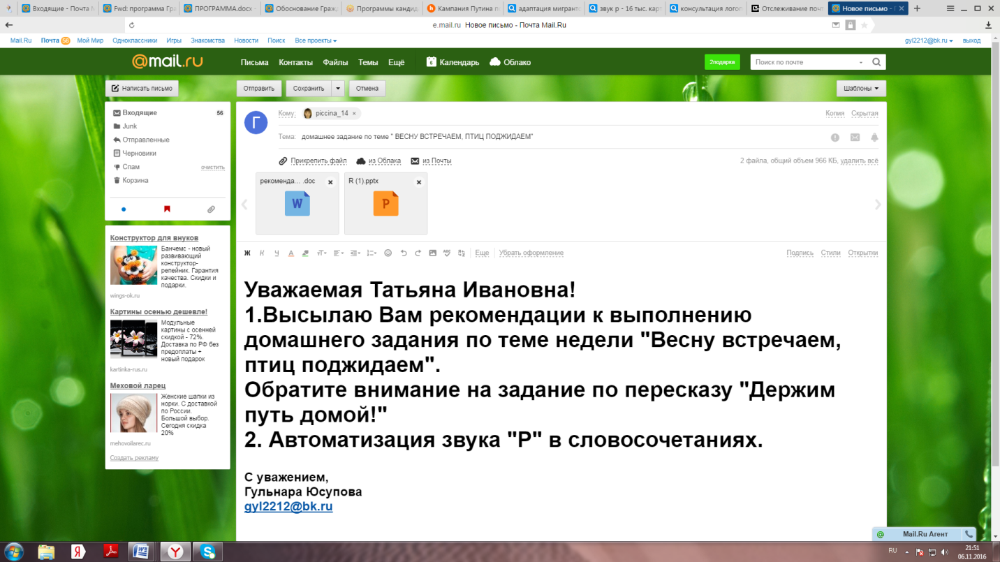 Входящие - Почта М
Fwd: программа Гра
ПРОГРАММА.docx -
Обоснование Гражд
Программы кандид
Кампания Путина по
адаптация мигранто
звук р - 16 тыс. карт
консультация логоп
Отслеживание почт
Новое письмо -
e.mail.ru Новое письмо - Почта Mail.Ru
Mail.Ru Почта 56 Мой Мир Одноклассники Игры Знакомства Новости Поиск Все проекты
gyl2212@bk.ru выход
@mail.ru
Письма Контакты Файлы Темы Ещё 6 Календарь Облако
2подарка
Поиск по почте
Написать письмо
Отправить Сохранить Отмена
Шаблоны
Входящие 56
Junk
Отправленные
Черновики
Спам очистить
Корзина
Конструктор для внуков
Банчемс - новый
развивающий
конструктор-
репейник. Гарантия
качества. Скидки и
подарки.
wings-ok.ru
Картины осенью дешевле!
Модульные
картины с осенней
скидкой - 72%.
Доставка по РФ без
предоплаты +
новый подарок
kartinka-rus.ru
Меховой ларец
Женские шапки из
норки. С доставкой
по России.
Большой выбор.
Сегодня скидка
20%
mehovoilarec.ru
Создать рекламу
Г
Кому: piccina_14 ×
Копия Скрытая
Тема: домашнее задание по теме " ВЕСНУ ВСТРЕЧАЕМ, ПТИЦ ПОДЖИДАЕМ"
Прикрепить файл из Облака из Почты
2 файла, общий объем 966 КБ, удалить всё
рекоменда... .doc
W
R (1).pptx
P
Ж К Ч А Еще Убрать оформление
Подпись Стили Открытки
Уважаемая Татьяна Ивановна!
1.Высылаю Вам рекомендации к выполнению
домашнего задания по теме недели "Весну встречаем,
птиц поджидаем".
Обратите внимание на задание по пересказу "Держим
путь домой!"
2. Автоматизация звука "Р" в словосочетаниях.
С уважением,
Гульнара Юсупова
gyl2212@bk.ru
Mail.Ru Агент
RU
21:51
06.11.2016